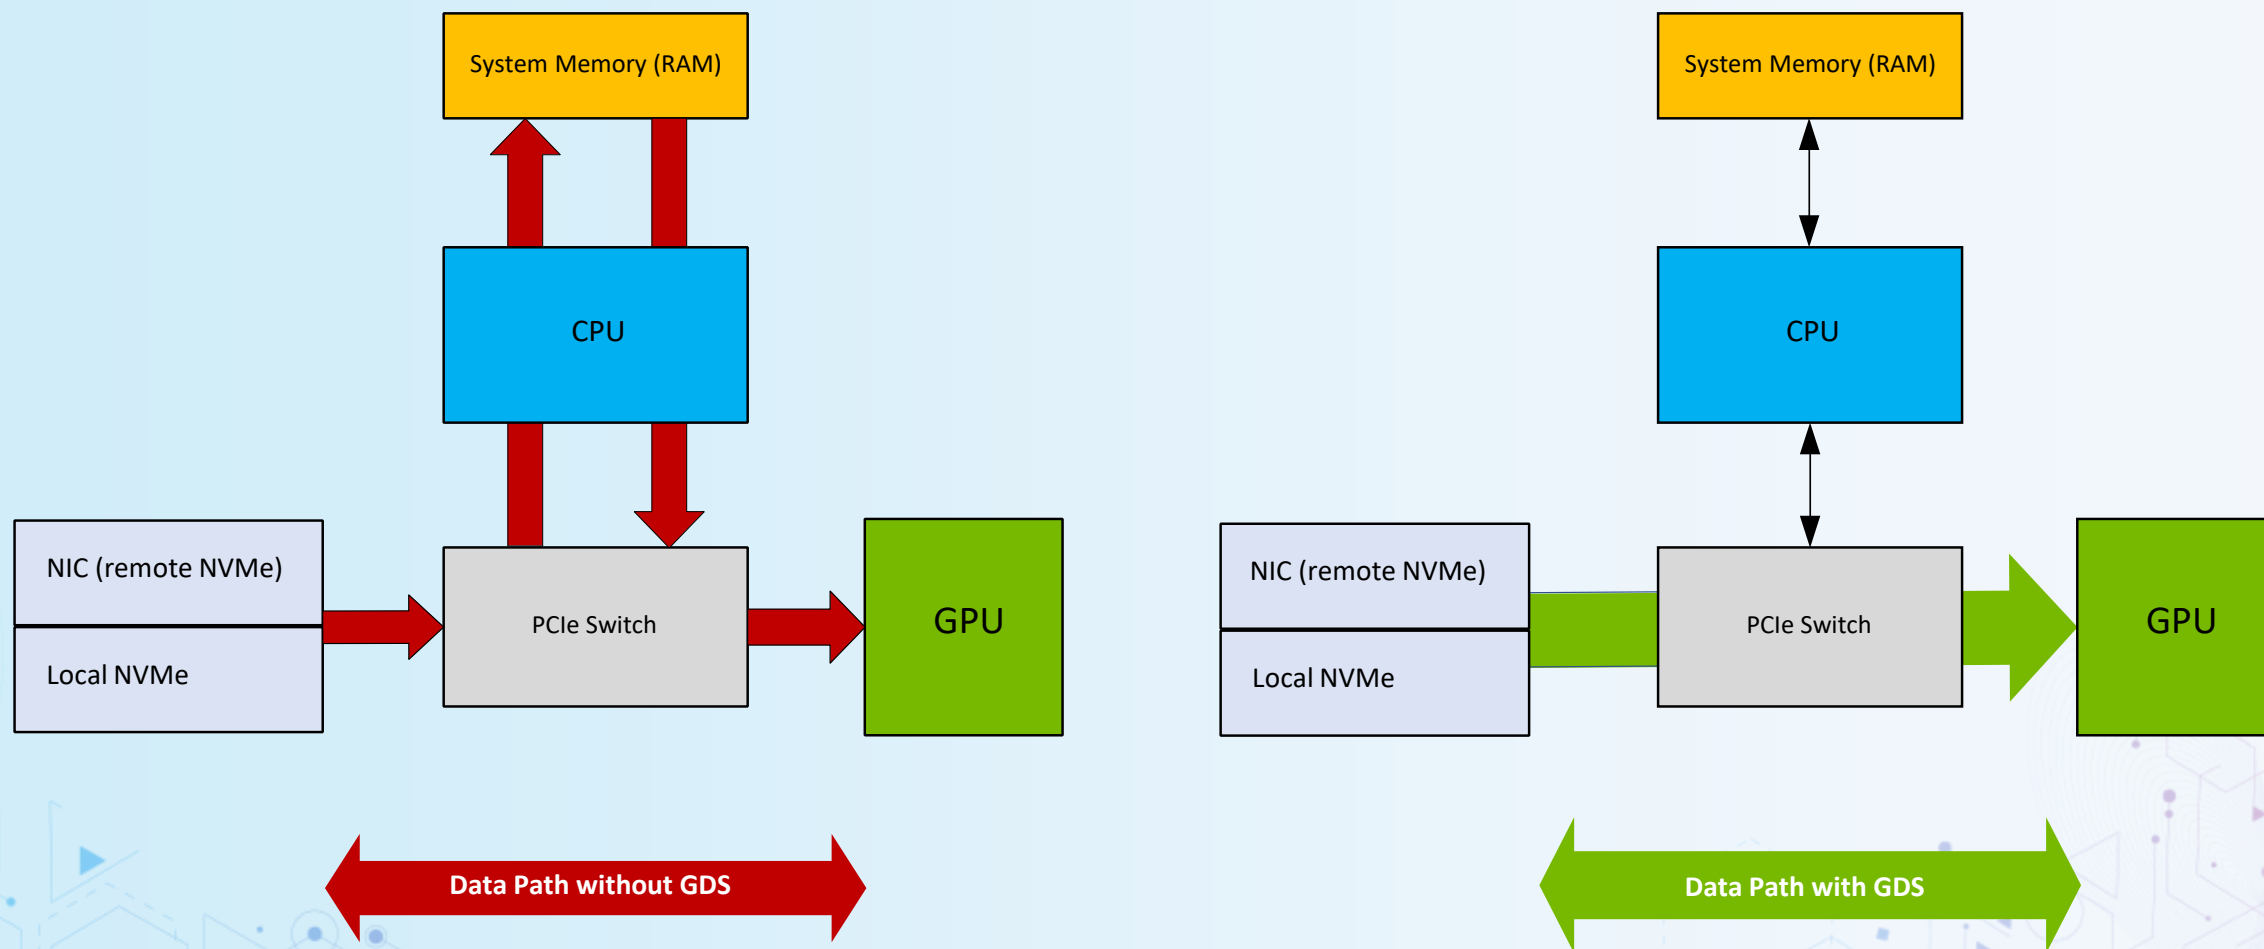 System Memory (RAM)
CPU
NIC (remote NVMe)
Local NVMe
PCIe Switch
GPU
Data Path without GDS
System Memory (RAM)
CPU
NIC (remote NVMe)
Local NVMe
PCIe Switch
GPU
Data Path with GDS